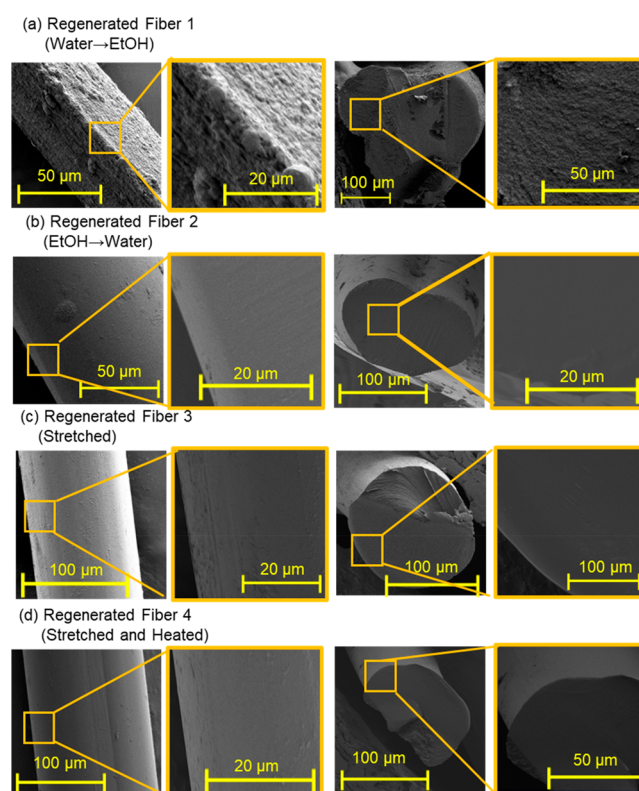 (a) Regenerated Fiber 1
(Water→EtOH)
50 µm
20 µm
100 µm
50 µm
(b) Regenerated Fiber 2
(EtOH→Water)
50 µm
20 µm
100 µm
20 µm
(c) Regenerated Fiber 3
(Stretched)
100 µm
20 µm
100 µm
100 µm
(d) Regenerated Fiber 4
(Stretched and Heated)
100 µm
20 µm
100 µm
50 µm